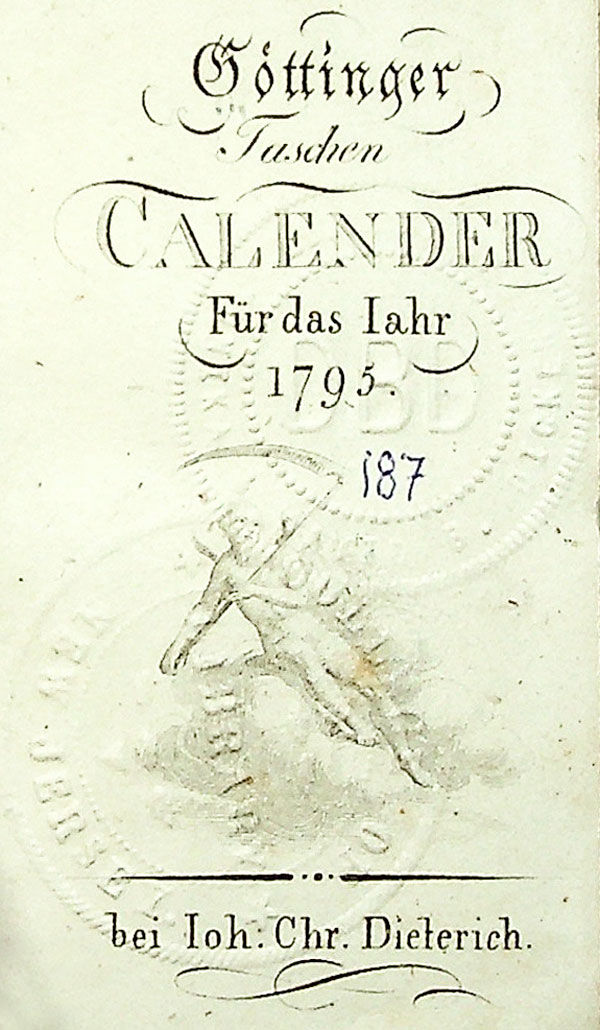 Göttinger
Taschen
CALENDER
Für das Iahr
1795.
187
bei Ioh: Chr. Dieterich.